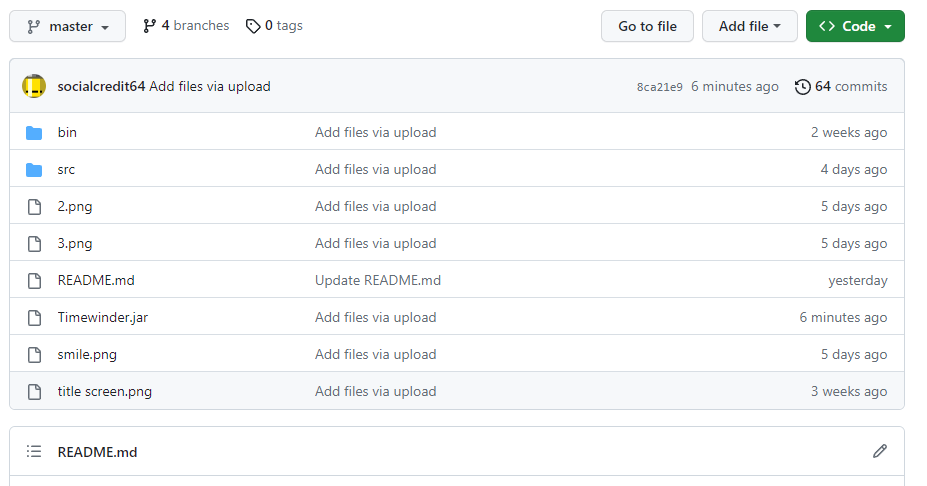 master 4 branches 0 tags Go to file Add file Code
socialcredit64 Add files via upload 8ca21e9 6 minutes ago 64 commits
bin Add files via upload 2 weeks ago
src Add files via upload 4 days ago
2.png Add files via upload 5 days ago
3.png Add files via upload 5 days ago
README.md Update README.md yesterday
Timewinder.jar Add files via upload 6 minutes ago
smile.png Add files via upload 5 days ago
title screen.png Add files via upload 3 weeks ago
README.md